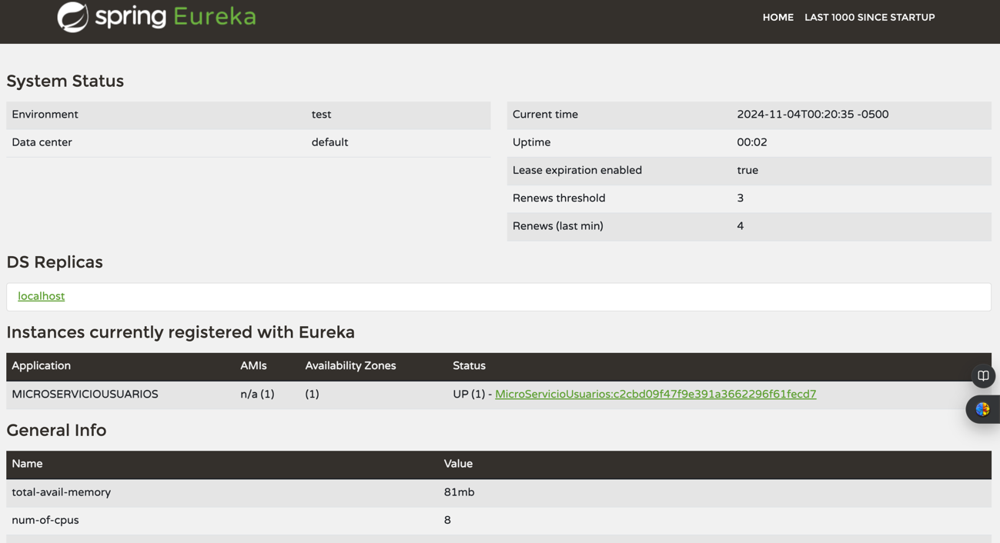 spring Eureka
HOME LAST 1000 SINCE STARTUP
System Status
Environment test
Data center default
Current time 2024-11-04T00:20:35 -0500
Uptime 00:02
Lease expiration enabled true
Renews threshold 3
Renews (last min) 4
DS Replicas
localhost
Instances currently registered with Eureka
Application AMIs Availability Zones Status
MICROSERVICIOUSUARIOS n/a (1) (1) UP (1) - MicroServicioUsuarios:c2cbd09f47f9e391a3662296f61fecd7
General Info
Name Value
total-avail-memory 81mb
num-of-cpus 8